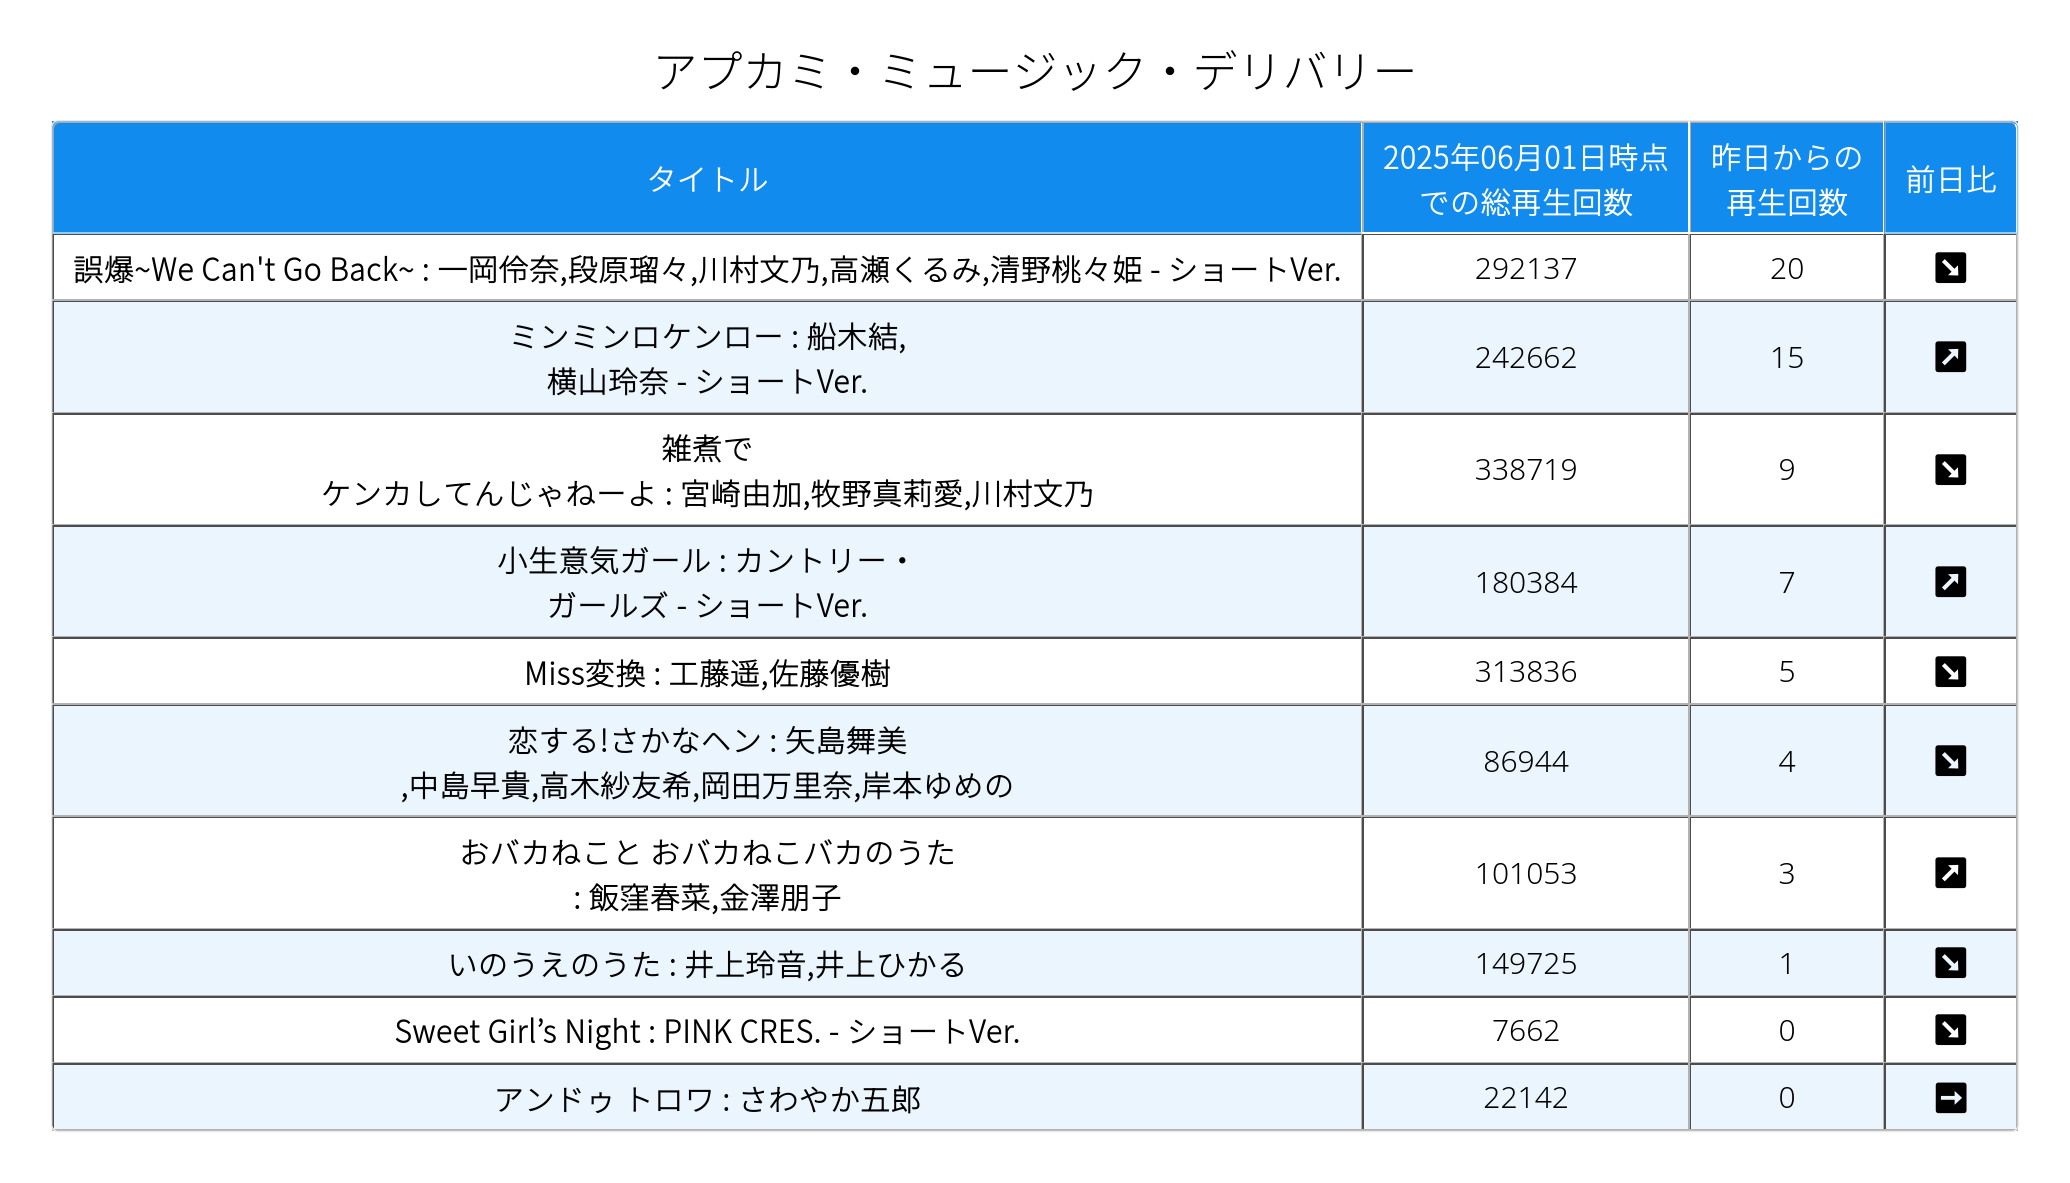 アプカミ・ミュージック・デリバリー
タイトル
2025年06月01日時点
での総再生回数
昨日からの
再生回数
前日比
誤爆~We Can't Go Back~ : 一岡伶奈,段原瑠々,川村文乃,高瀬くるみ,清野桃々姫 - ショートVer.
292137
20
ミンミンロケンロー : 船木結,
横山玲奈 - ショートVer.
242662
15
雑煮で
ケンカしてんじゃねーよ : 宮崎由加,牧野真莉愛,川村文乃
338719
9
小生意気ガール : カントリー・
ガールズ - ショートVer.
180384
7
Miss変換 : 工藤遥,佐藤優樹
313836
5
恋する!さかなヘン : 矢島舞美
,中島早貴,高木紗友希,岡田万里奈,岸本ゆめの
86944
4
おバカねこと おバカねこバカのうた
: 飯窪春菜,金澤朋子
101053
3
いのうえのうた : 井上玲音,井上ひかる
149725
1
Sweet Girl’s Night : PINK CRES. - ショートVer.
7662
0
アンドゥ トロワ : さわやか五郎
22142
0